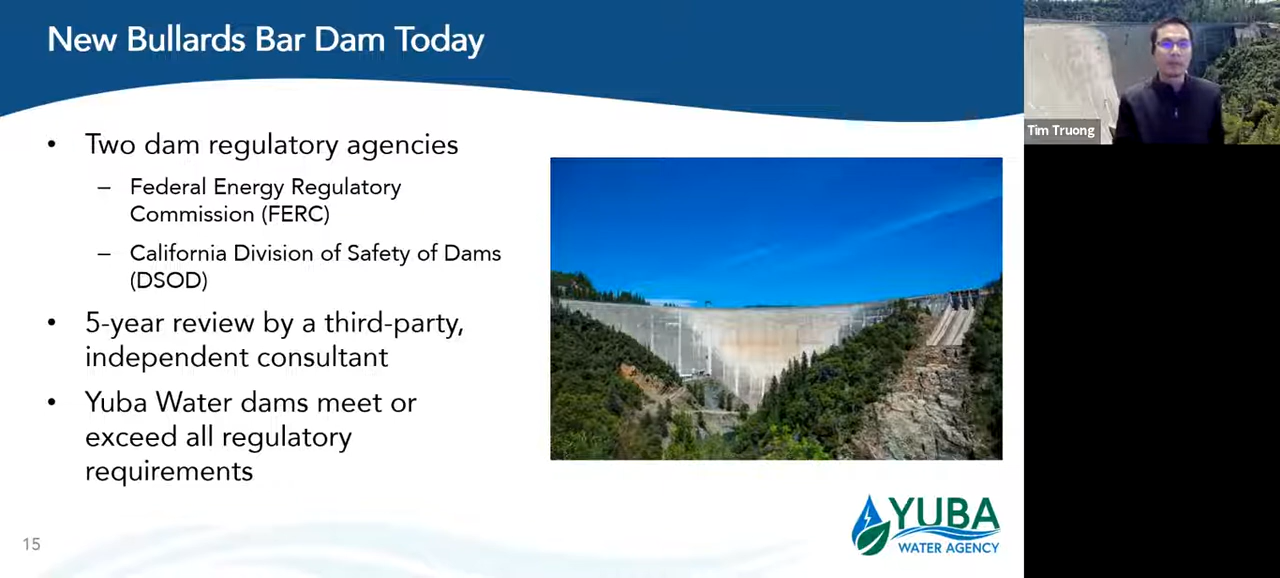 New Bullards Bar Dam Today
• Two dam regulatory agencies
– Federal Energy Regulatory
Commission (FERC)
– California Division of Safety of Dams
(DSOD)
• 5-year review by a third-party,
independent consultant
• Yuba Water dams meet or
exceed all regulatory
requirements
15
YUBA
WATER AGENCY
Tim Truong